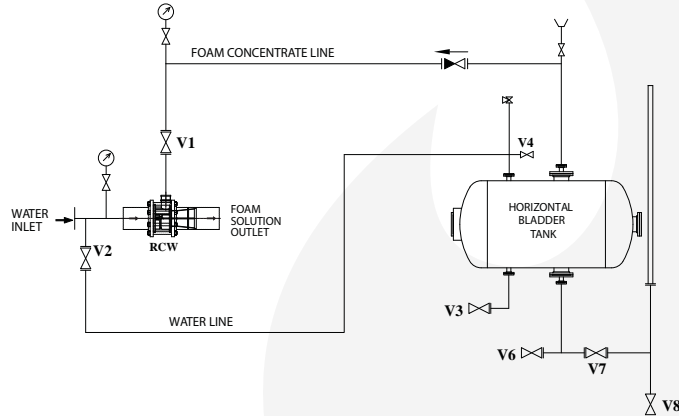 FOAM CONCENTRATE LINE
V1
V4
WATER
INLET
V2
RCW
FOAM
SOLUTION
OUTLET
HORIZONTAL
BLADDER
TANK
WATER LINE
V3
V6
V7
V8